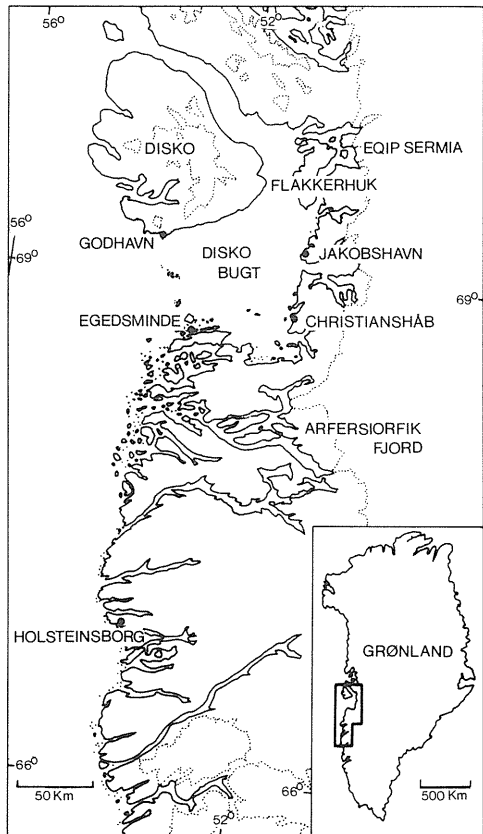 56°
52°
DISKO
EQIP SERMIA
FLAKKERHUK
56°
69°
GODHAVN
DISKO
BUGT
JAKOBSHAVN
69°
EGEDSMINDE
CHRISTIANSHÅB
ARFERSIORFIK
FJORD
HOLSTEINSBORG
GRØNLAND
66°
50 Km
52°
66°
500 Km